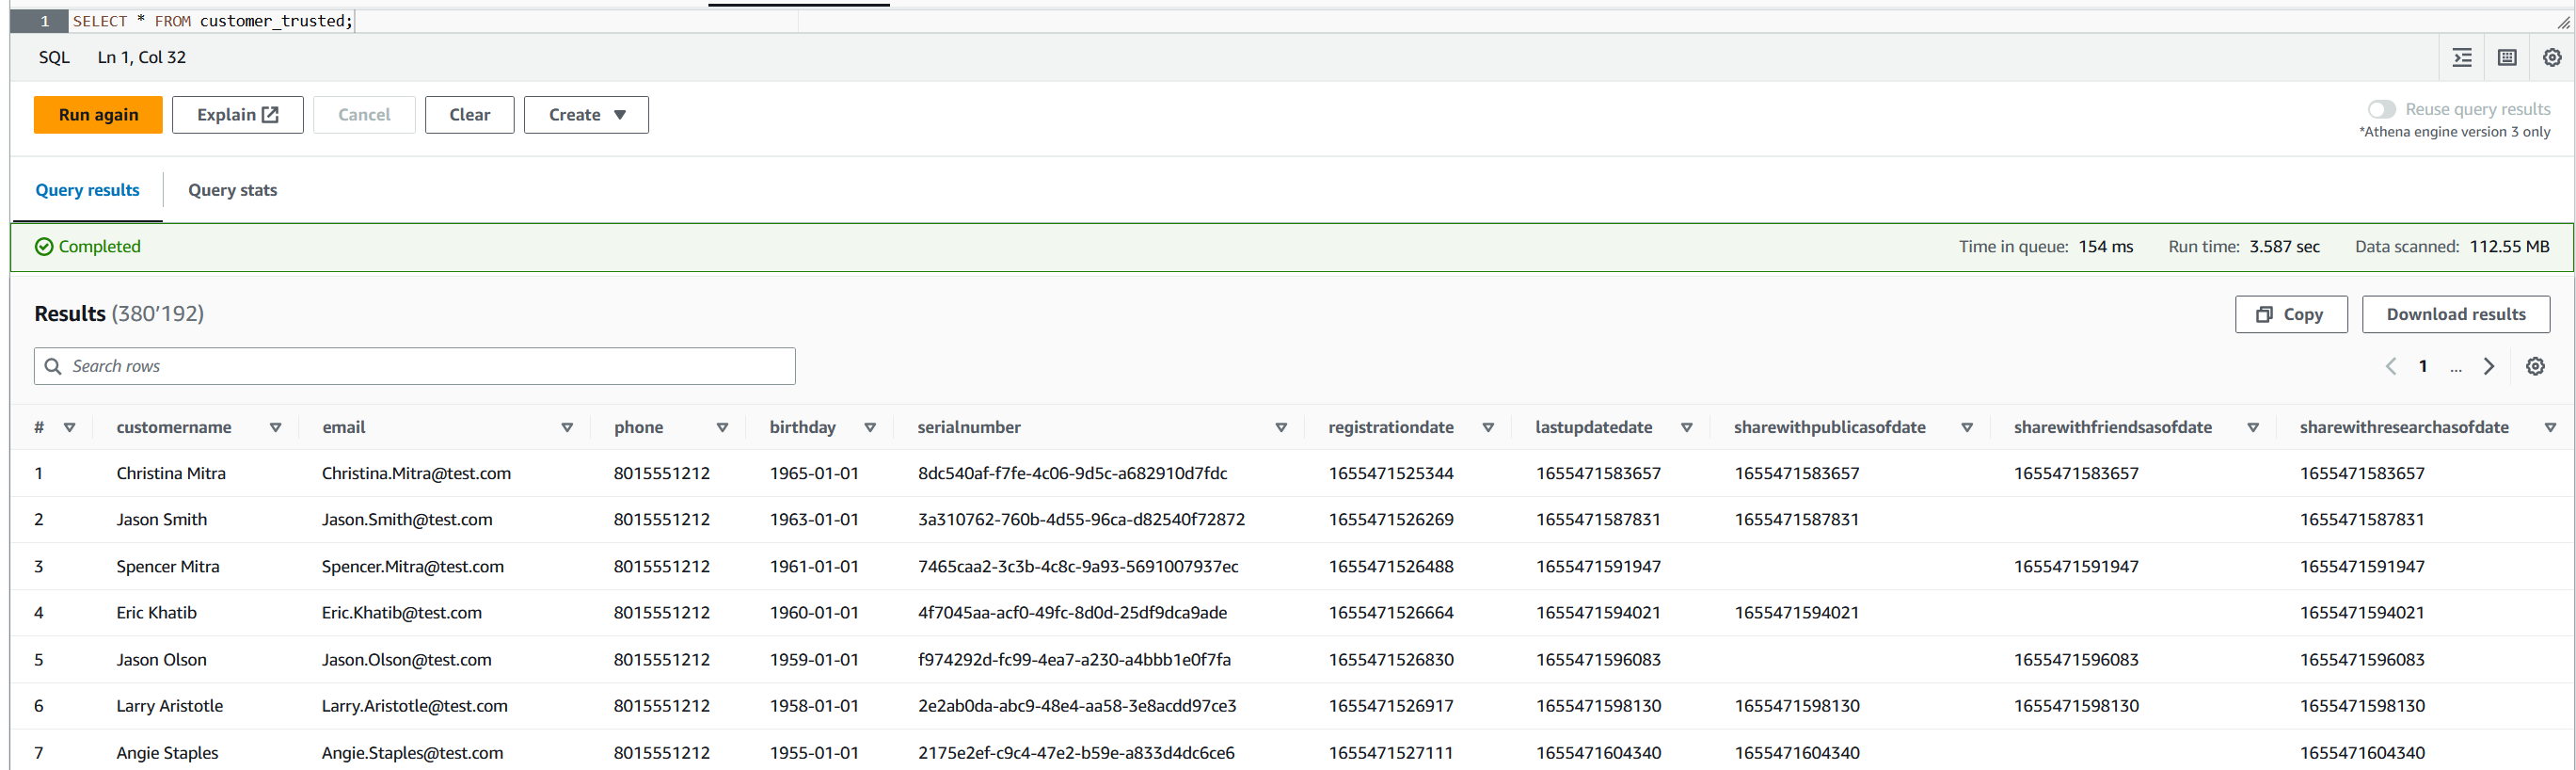 1 SELECT * FROM customer_trusted;
SQL Ln 1, Col 32
Run again Explain Cancel Clear Create Reuse query results
*Athena engine version 3 only
Query results Query stats
Completed Time in queue: 154 ms Run time: 3.587 sec Data scanned: 112.55 MB
Results (380’192) Copy Download results
Search rows 1 ...
# customername email phone birthday serialnumber registrationdate lastupdatedate sharewithpublicasofdate sharewithfriendsasofdate sharewithresearchasofdate
1 Christina Mitra Christina.Mitra@test.com 8015551212 1965-01-01 8dc540af-f7fe-4c06-9d5c-a682910d7fdc 1655471525344 1655471583657 1655471583657 1655471583657 1655471583657
2 Jason Smith Jason.Smith@test.com 8015551212 1963-01-01 3a310762-760b-4d55-96ca-d82540f72872 1655471526269 1655471587831 1655471587831 1655471587831
3 Spencer Mitra Spencer.Mitra@test.com 8015551212 1961-01-01 7465caa2-3c3b-4c8c-9a93-5691007937ec 1655471526488 1655471591947 1655471591947 1655471591947
4 Eric Khatib Eric.Khatib@test.com 8015551212 1960-01-01 4f7045aa-acf0-49fc-8d0d-25df9dca9ade 1655471526664 1655471594021 1655471594021 1655471594021
5 Jason Olson Jason.Olson@test.com 8015551212 1959-01-01 f974292d-fc99-4ea7-a230-a4bbb1e0f7fa 1655471526830 1655471596083 1655471596083 1655471596083
6 Larry Aristotle Larry.Aristotle@test.com 8015551212 1958-01-01 2e2ab0da-abc9-48e4-aa58-3e8acdd97ce3 1655471526917 1655471598130 1655471598130 1655471598130 1655471598130
7 Angie Staples Angie.Staples@test.com 8015551212 1955-01-01 2175e2ef-c9c4-47e2-b59e-a833d4dc6ce6 1655471527111 1655471604340 1655471604340 1655471604340